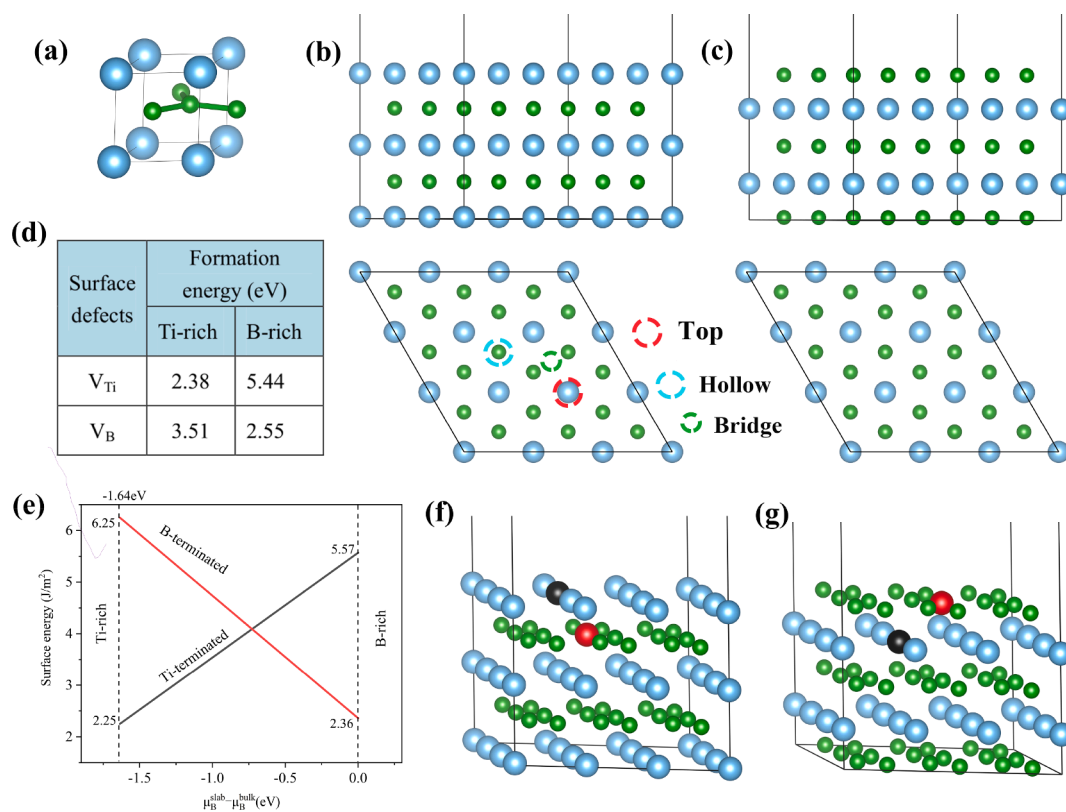 (a)
(b)
(c)
(d)
Surface defects
Formation energy (eV)
Ti-rich
B-rich
V_Ti
2.38
5.44
V_B
3.51
2.55
Top
Hollow
Bridge
(e)
-1.64eV
6.25
B-terminated
5.57
Ti-rich
B-rich
Ti-terminated
2.25
2.36
Surface energy (J/m²)
6
5
4
3
2
-1.5
-1.0
-0.5
0.0
μ_B^slab−μ_B^bulk(eV)
(f)
(g)